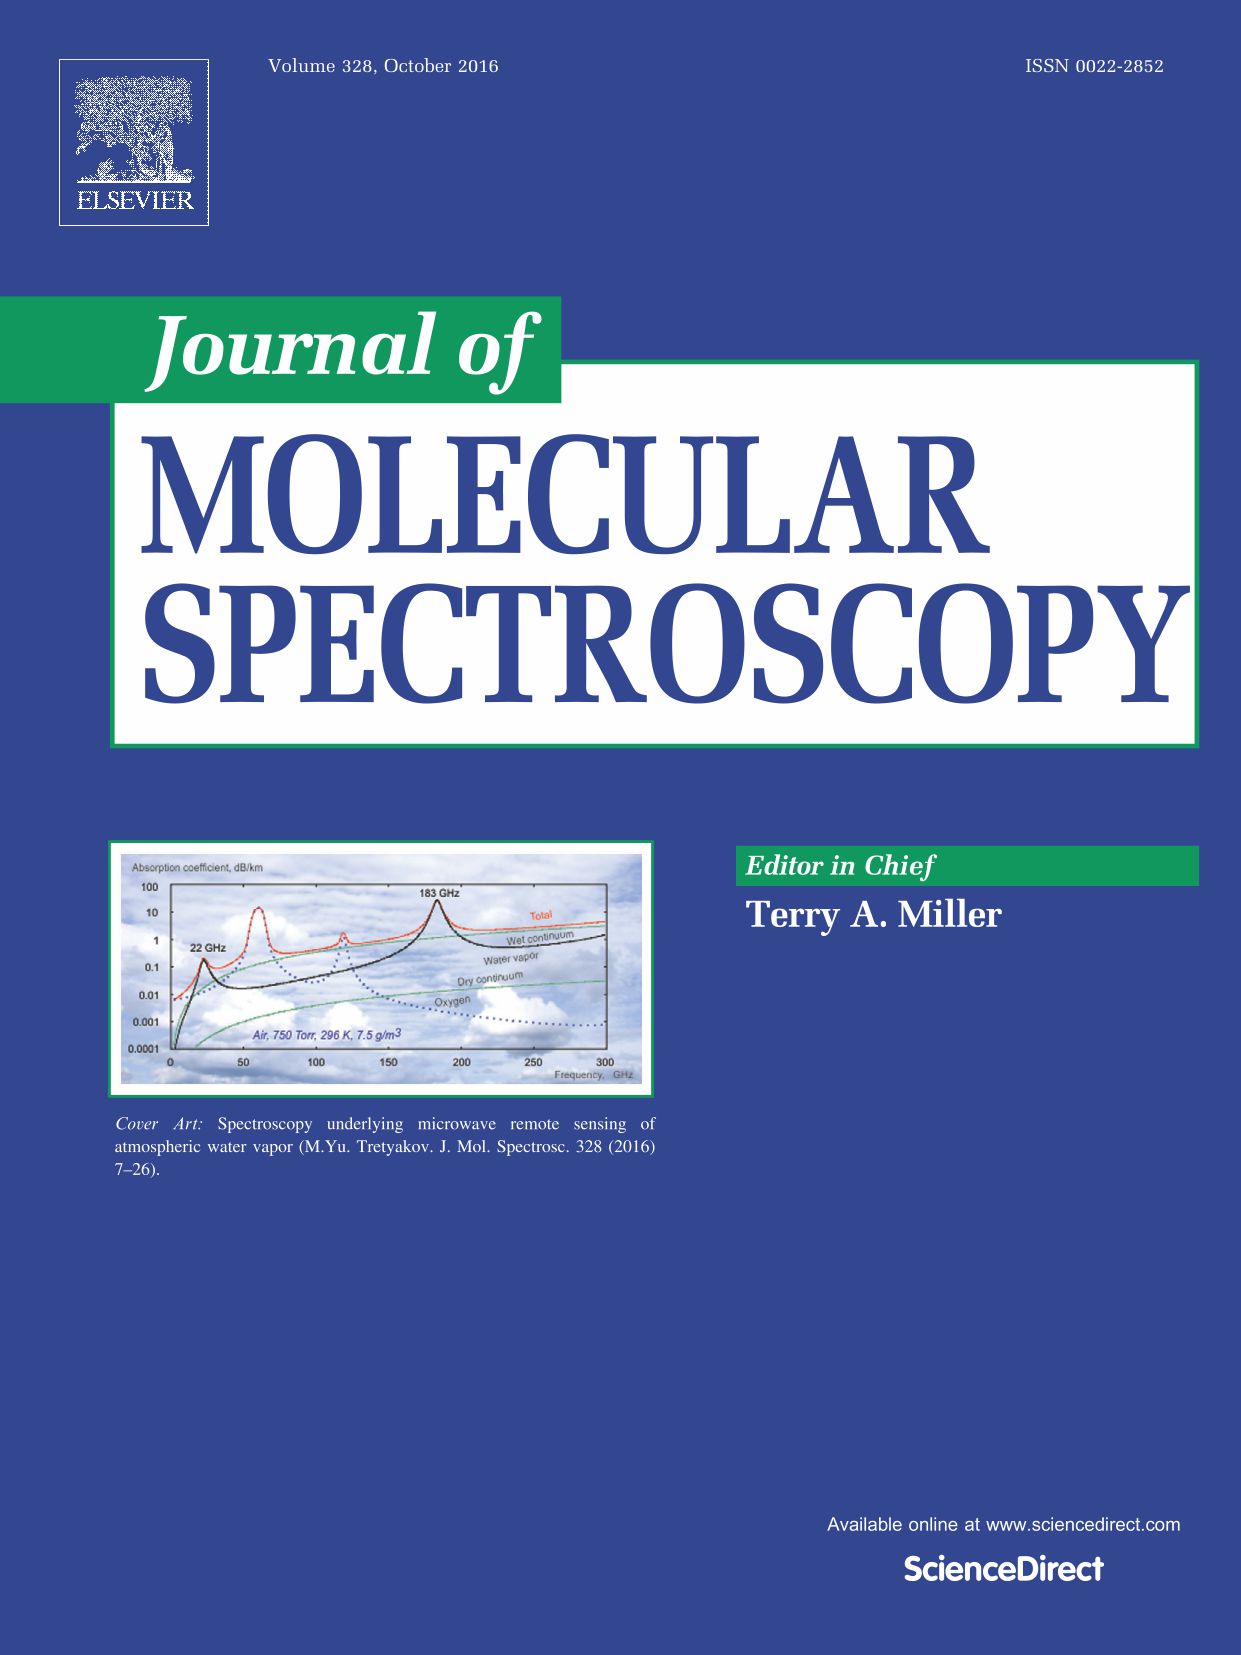 Volume 328, October 2016
ISSN 0022-2852
ELSEVIER
Journal of
MOLECULAR
SPECTROSCOPY
Absorption coefficient, dB/km
100
10
1
0.1
0.01
0.001
0.0001
22 GHz
183 GHz
Total
Wet continuum
Water vapor
Dry continuum
Oxygen
Air, 750 Torr, 296 K, 7.5 g/m3
0 50 100 150 200 250 300
Frequency, GHz
Editor in Chief
Terry A. Miller
Cover Art: Spectroscopy underlying microwave remote sensing of
atmospheric water vapor (M.Yu. Tretyakov. J. Mol. Spectrosc. 328 (2016)
7–26).
Available online at www.sciencedirect.com
ScienceDirect